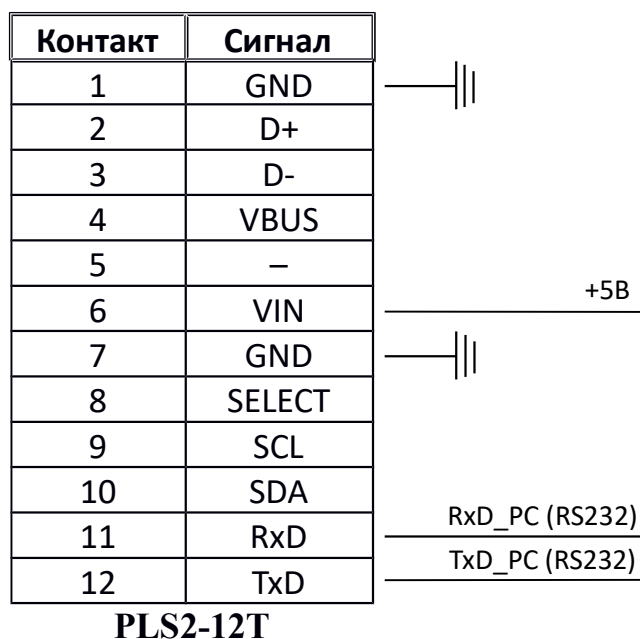 Контакт Сигнал
1 GND
2 D+
3 D-
4 VBUS
5 –
+5В
6 VIN
7 GND
8 SELECT
9 SCL
10 SDA
RxD_PC (RS232)
11 RxD
TxD_PC (RS232)
12 TxD
PLS2-12T